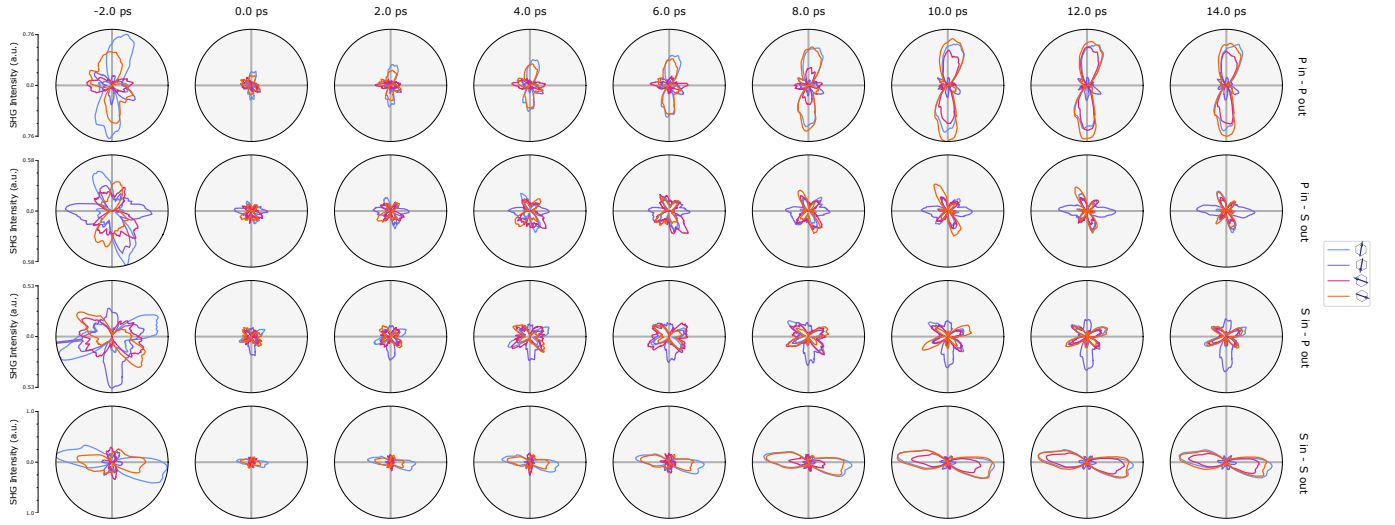 -2.0 ps 0.0 ps 2.0 ps 4.0 ps 6.0 ps 8.0 ps 10.0 ps 12.0 ps 14.0 ps
SHG Intensity (a.u.)
0.76
0.0
0.76
P in - P out
SHG Intensity (a.u.)
0.58
0.0
0.58
P in - S out
SHG Intensity (a.u.)
0.53
0.0
0.53
S in - P out
SHG Intensity (a.u.)
1.0
0.0
1.0
S in - S out